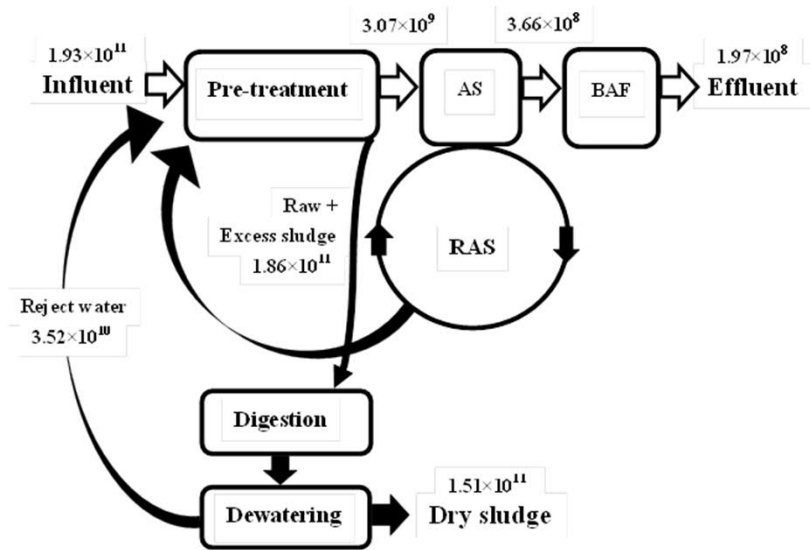 3.07×10⁹
3.66×10⁸
1.93×10¹¹
Influent
Pre-treatment
AS
BAF
1.97×10⁸
Effluent
Raw +
Excess sludge
1.86×10¹¹
RAS
Reject water
3.52×10¹⁰
Digestion
Dewatering
1.51×10¹¹
Dry sludge